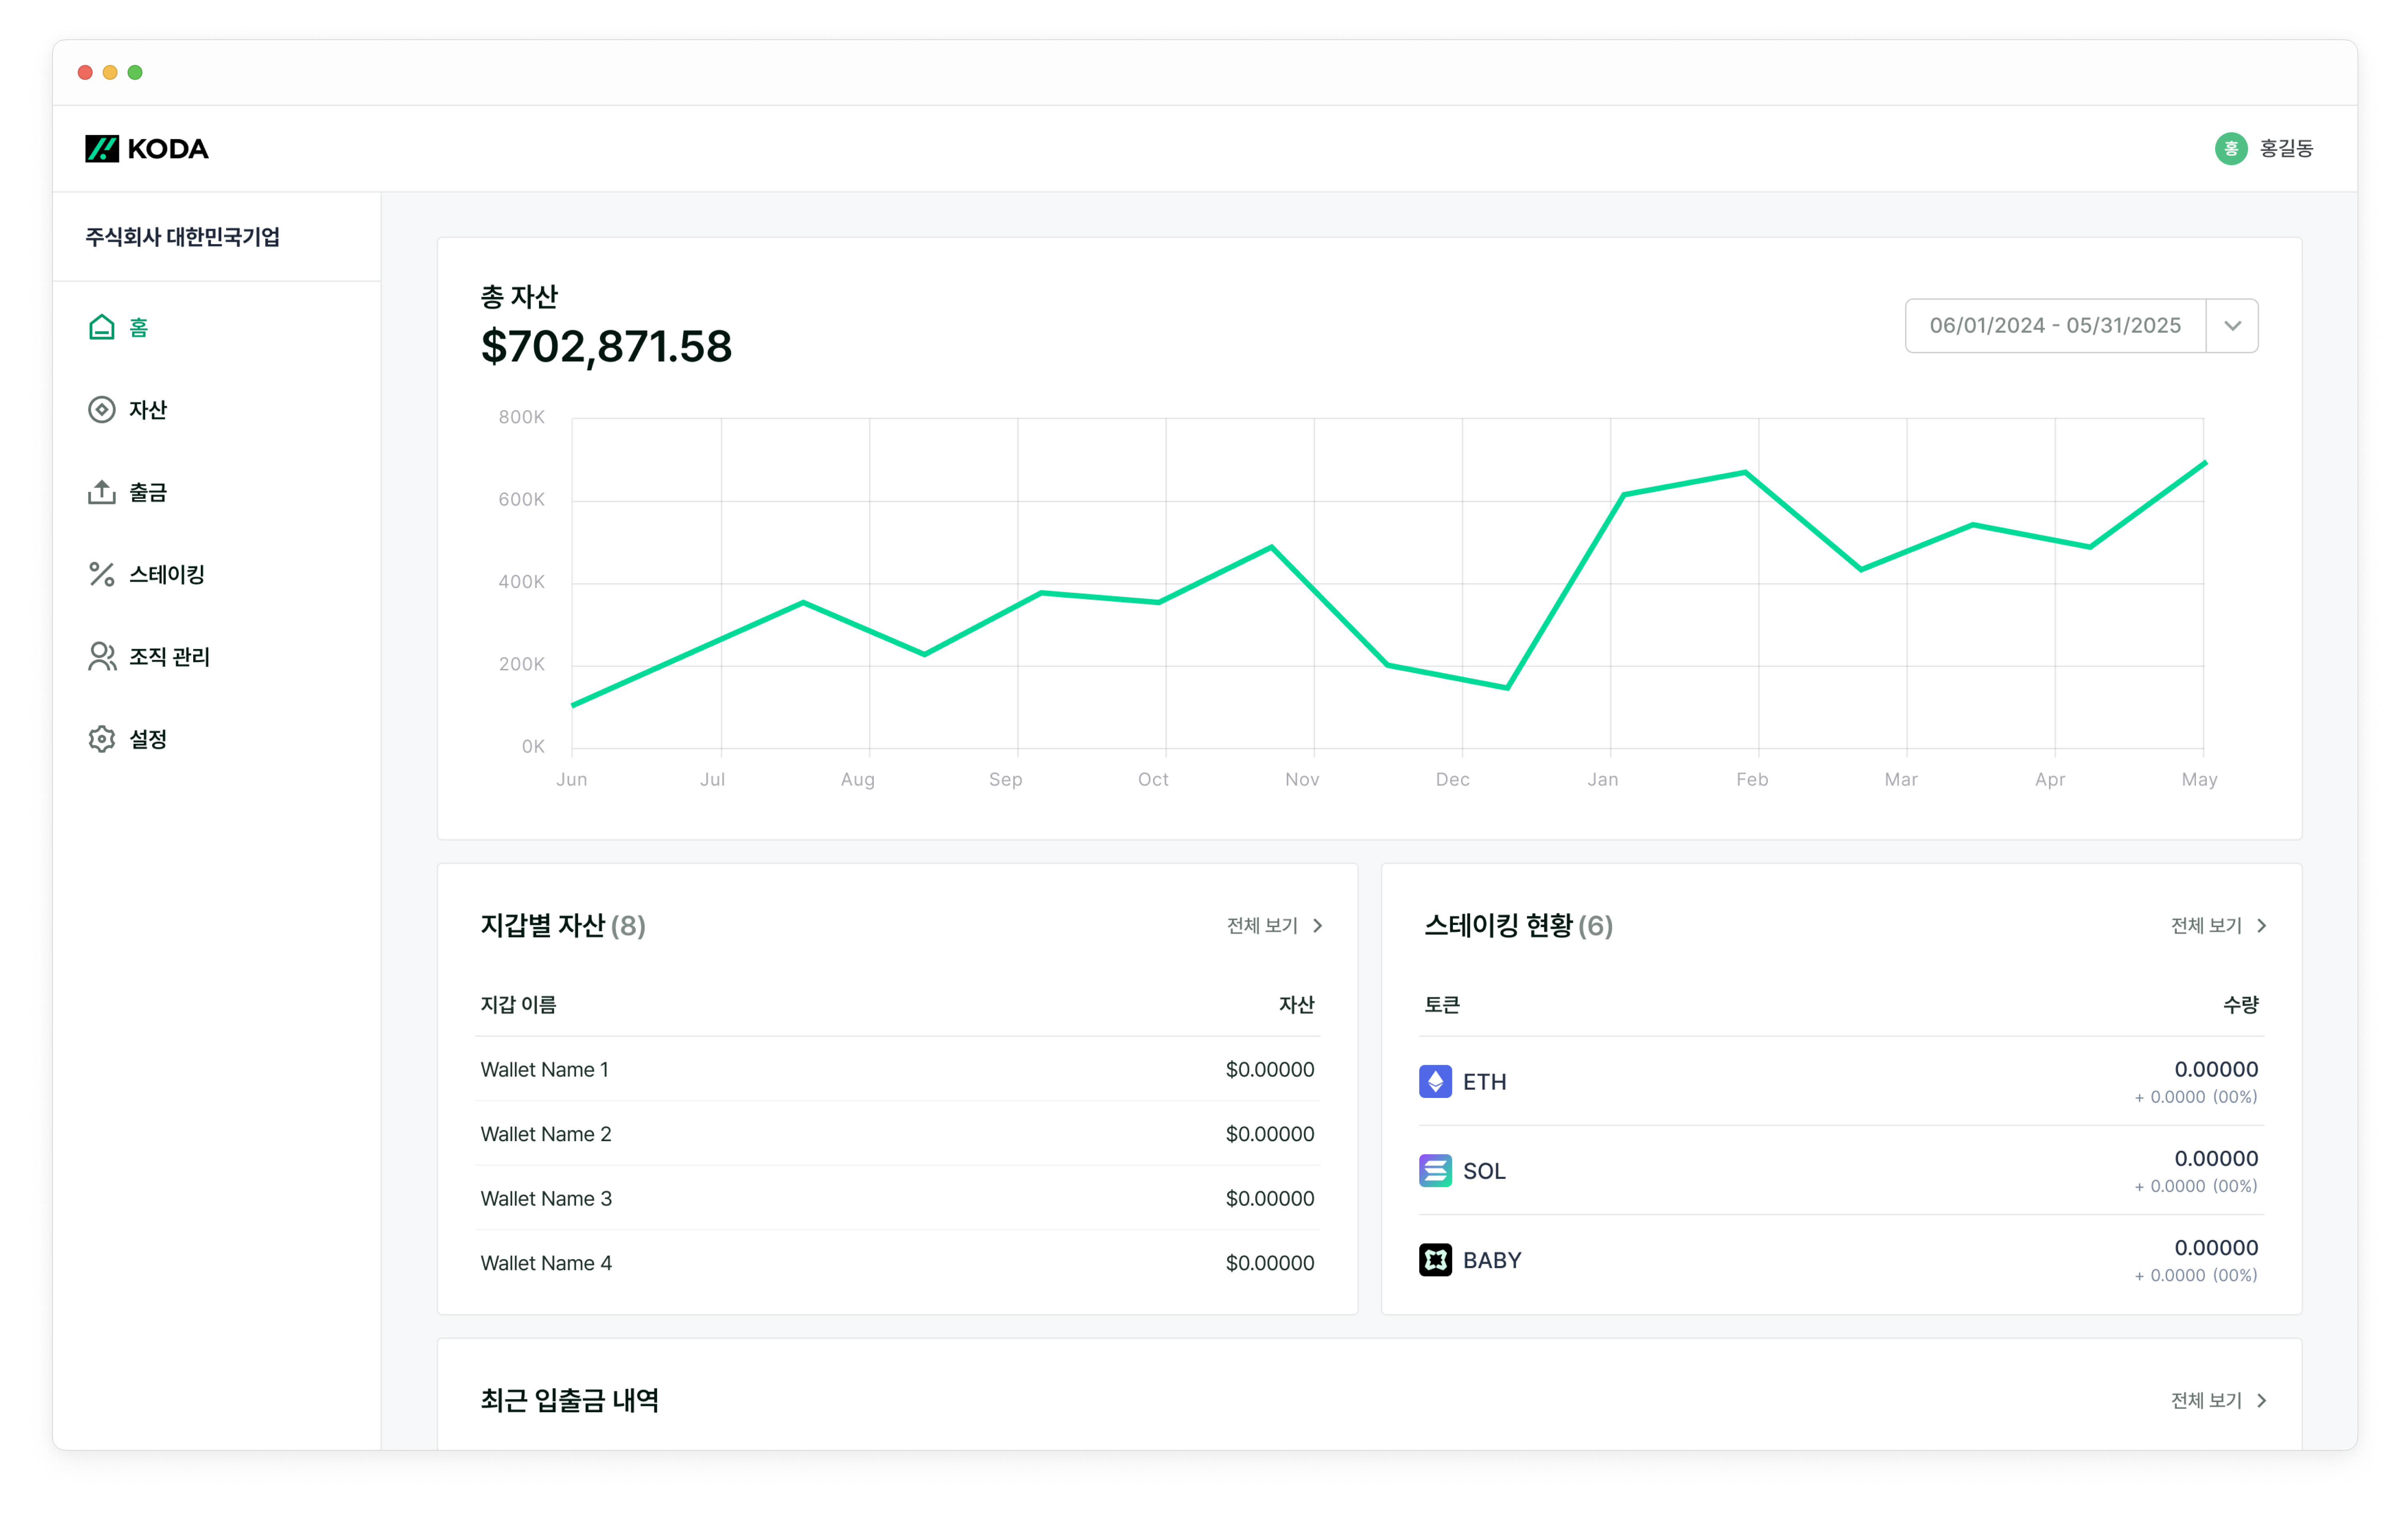 KODA
홍 홍길동
주식회사 대한민국기업
홈
자산
출금
스테이킹
조직 관리
설정
총 자산
$702,871.58
06/01/2024 - 05/31/2025
800K
600K
400K
200K
0K
Jun Jul Aug Sep Oct Nov Dec Jan Feb Mar Apr May
지갑별 자산 (8) 전체 보기
지갑 이름 자산
Wallet Name 1 $0.00000
Wallet Name 2 $0.00000
Wallet Name 3 $0.00000
Wallet Name 4 $0.00000
스테이킹 현황 (6) 전체 보기
토큰 수량
ETH 0.00000
+ 0.0000 (00%)
SOL 0.00000
+ 0.0000 (00%)
BABY 0.00000
+ 0.0000 (00%)
최근 입출금 내역 전체 보기